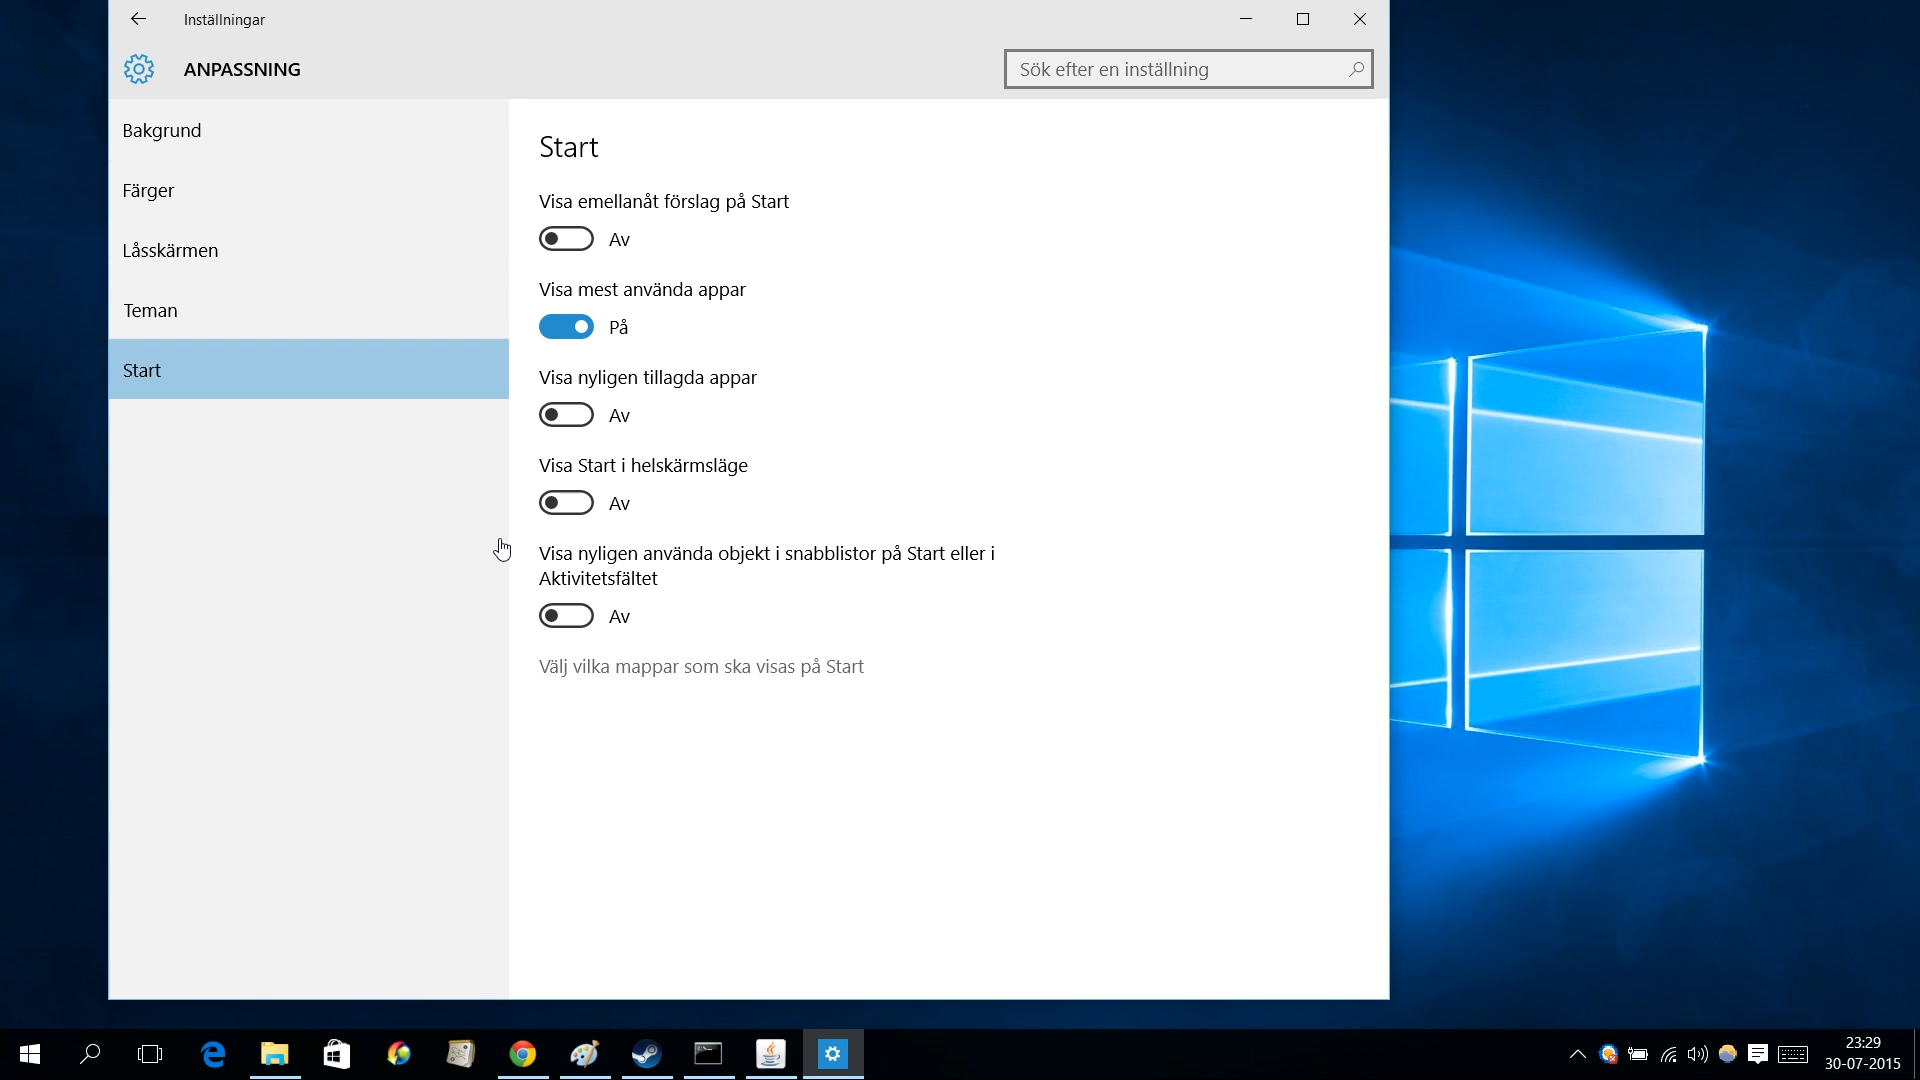 Inställningar
ANPASSNING
Sök efter en inställning
Bakgrund
Färger
Låsskärmen
Teman
Start
Start
Visa emellanåt förslag på Start
Av
Visa mest använda appar
På
Visa nyligen tillagda appar
Av
Visa Start i helskärmsläge
Av
Visa nyligen använda objekt i snabblistor på Start eller i
Aktivitetsfältet
Av
Välj vilka mappar som ska visas på Start
23:29
30-07-2015